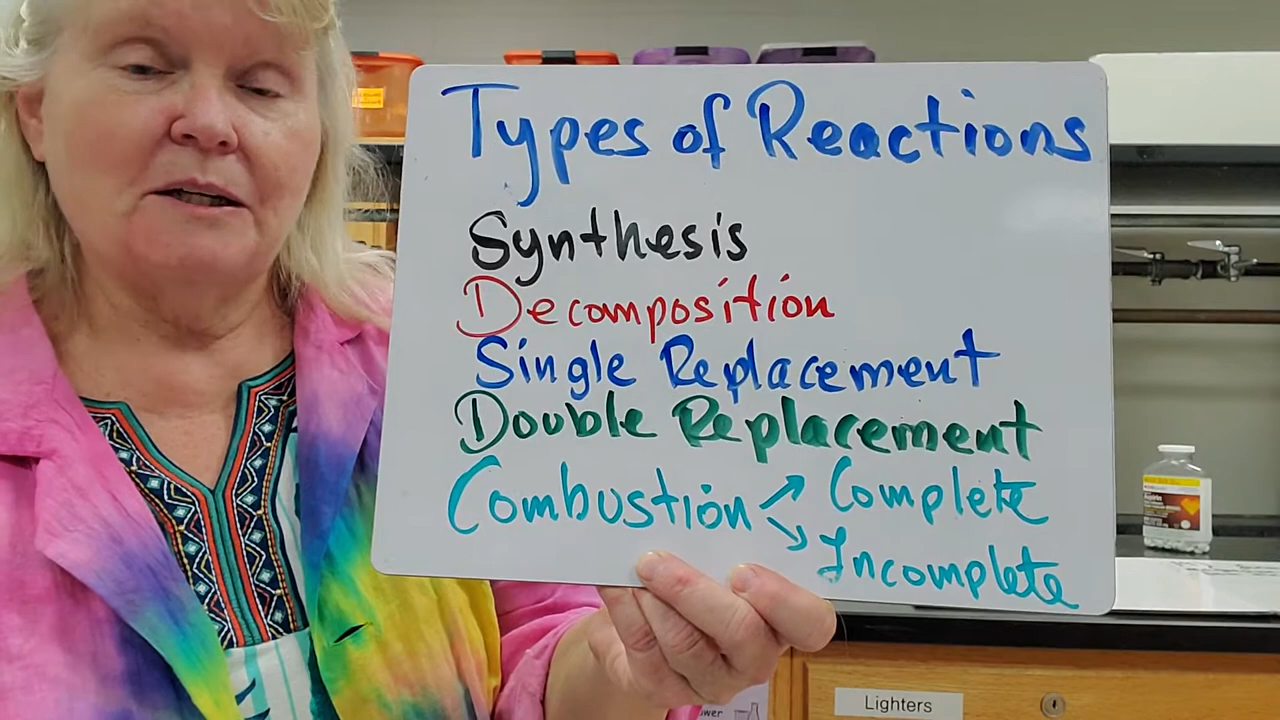 Types of Reactions
Synthesis
Decomposition
Single Replacement
Double Replacement
Combustion → Complete
→ Incomplete
Lighters